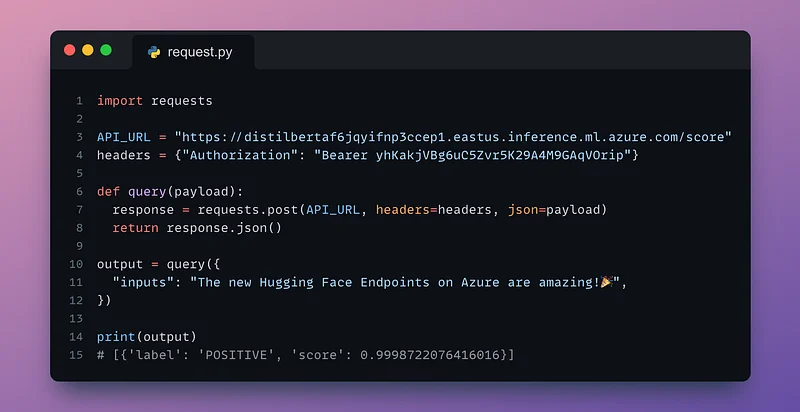 request.py
1 import requests
2
3 API_URL = "https://distilbertaf6jqyifnp3ccep1.eastus.inference.ml.azure.com/score"
4 headers = {"Authorization": "Bearer yhKakjVBg6uC5Zvr5K29A4M9GAqVOrip"}
5
6 def query(payload):
7   response = requests.post(API_URL, headers=headers, json=payload)
8   return response.json()
9
10 output = query({
11   "inputs": "The new Hugging Face Endpoints on Azure are amazing!🎉",
12 })
13
14 print(output)
15 # [{'label': 'POSITIVE', 'score': 0.9998722076416016}]